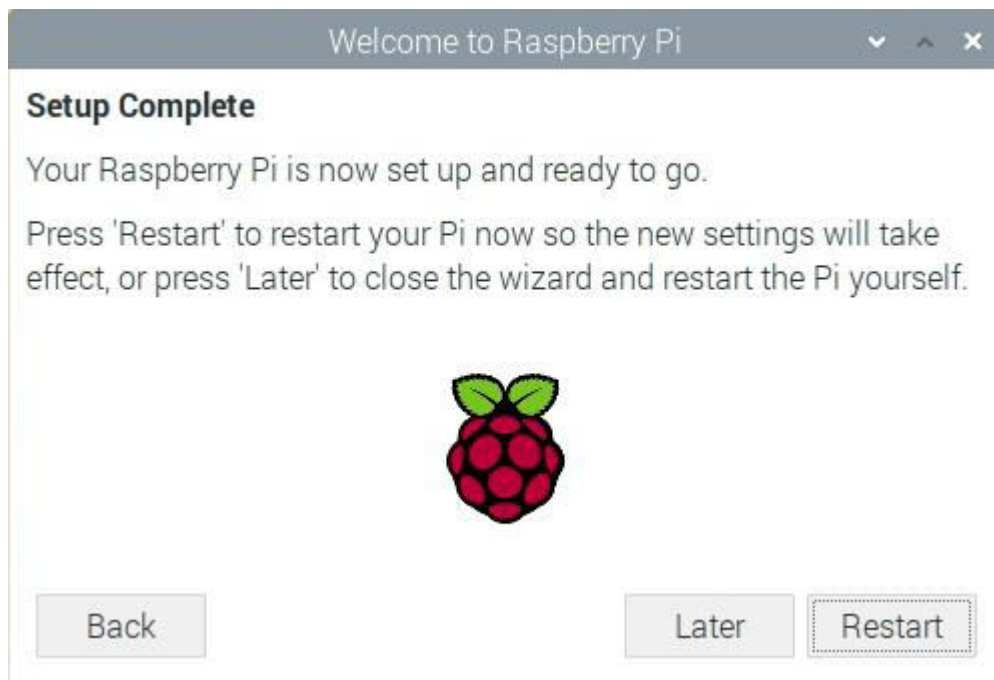 Welcome to Raspberry Pi
Setup Complete
Your Raspberry Pi is now set up and ready to go.
Press 'Restart' to restart your Pi now so the new settings will take
effect, or press 'Later' to close the wizard and restart the Pi yourself.
Back
Later
Restart